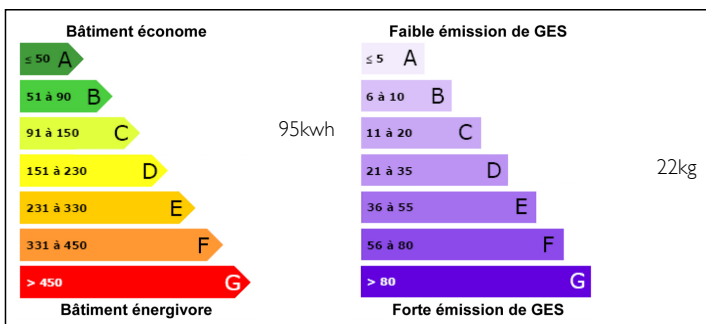 Bâtiment économe
≤ 50 A
51 à 90 B
91 à 150 C
95kwh
151 à 230 D
231 à 330 E
331 à 450 F
> 450 G
Bâtiment énergivore
Faible émission de GES
≤ 5 A
6 à 10 B
11 à 20 C
21 à 35 D
22kg
36 à 55 E
56 à 80 F
> 80 G
Forte émission de GES